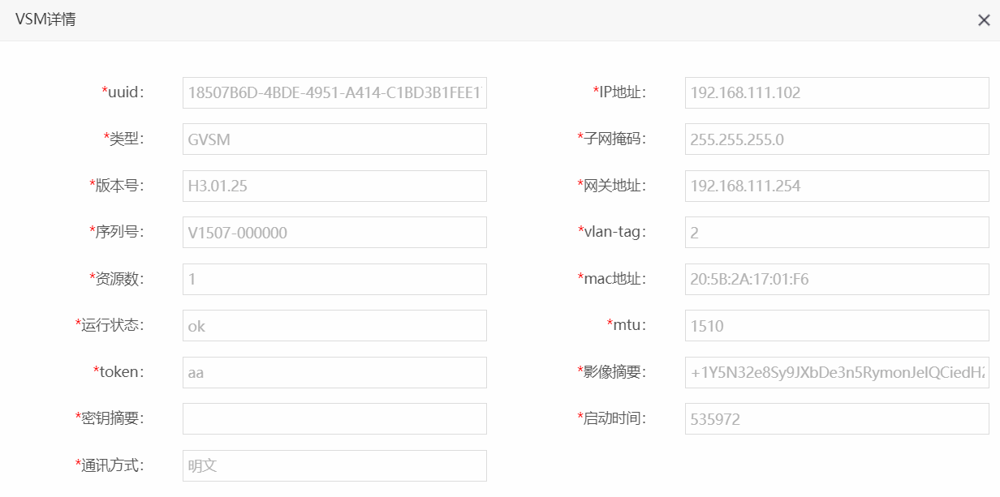 VSM详情
*uuid： 18507B6D-4BDE-4951-A414-C1BD3B1FEE1 *IP地址： 192.168.111.102
*类型： GVSM *子网掩码： 255.255.255.0
*版本号： H3.01.25 *网关地址： 192.168.111.254
*序列号： V1507-000000 *vlan-tag： 2
*资源数： 1 *mac地址： 20:5B:2A:17:01:F6
*运行状态： ok *mtu： 1510
*token： aa *影像摘要： +1Y5N32e8Sy9JXbDe3n5RymonJelQCiedH
*密钥摘要： *启动时间： 535972
*通讯方式： 明文